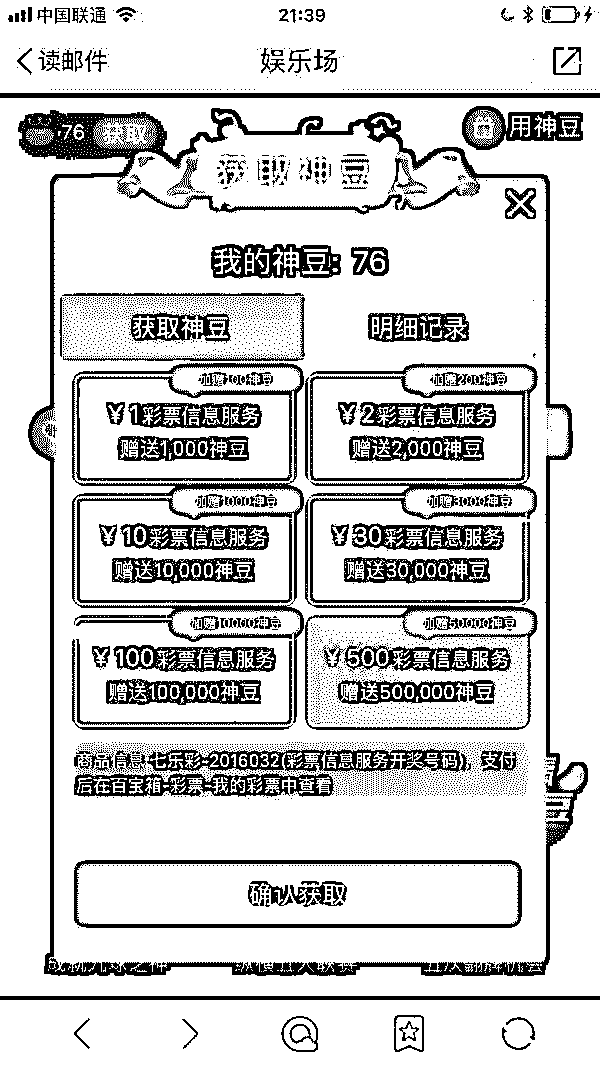 中国联通
21:39
读邮件
娱乐场
76
获取
用神豆
获取神豆
我的神豆: 76
获取神豆
明细记录
加赠100神豆
¥1彩票信息服务
赠送1,000神豆
加赠200神豆
¥2彩票信息服务
赠送2,000神豆
加赠1000神豆
¥10彩票信息服务
赠送10,000神豆
加赠3000神豆
¥30彩票信息服务
赠送30,000神豆
加赠10000神豆
¥100彩票信息服务
赠送100,000神豆
加赠50000神豆
¥500彩票信息服务
赠送500,000神豆
商品信息:七乐彩-2016032(彩票信息服务开奖号码)，支付
后在百宝箱-彩票-我的彩票中查看
豆
确认获取